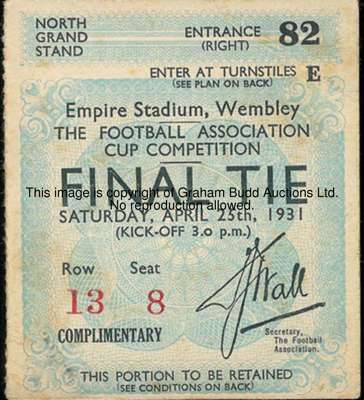 NORTH
GRAND
STAND
ENTRANCE 82
(RIGHT)
ENTER AT TURNSTILES E
(SEE PLAN ON BACK)
Empire Stadium, Wembley
THE FOOTBALL ASSOCIATION
CUP COMPETITION
FINAL TIE
This image is copyright of Graham Budd Auctions Ltd.
No reproduction allowed.
SATURDAY, APRIL 25th, 1931
(KICK-OFF 3.0 p.m.)
Row Seat
13 8
COMPLIMENTARY
Wall
Secretary,
The Football
Association.
THIS PORTION TO BE RETAINED
(SEE CONDITIONS ON BACK)